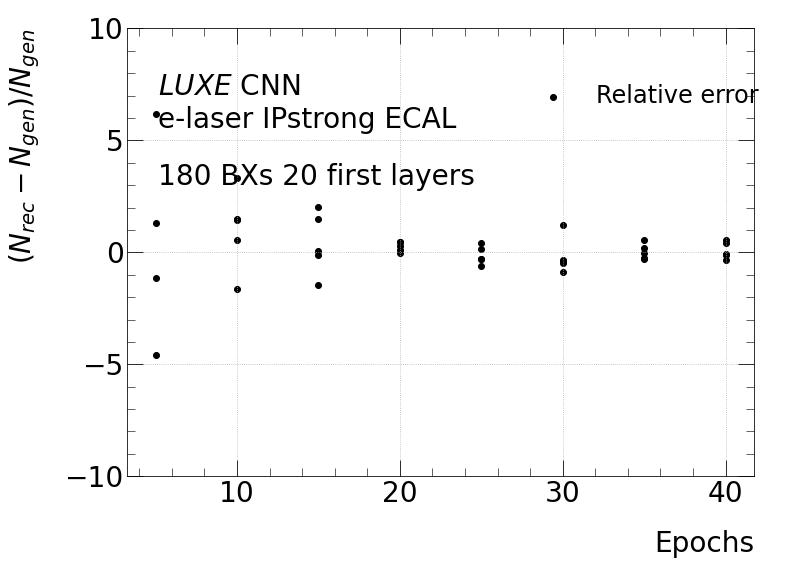 (N_rec − N_gen)/N_gen
10
5
0
−5
−10
LUXE CNN
e-laser IPstrong ECAL
180 BXs 20 first layers
Relative error
10 20 30 40
Epochs